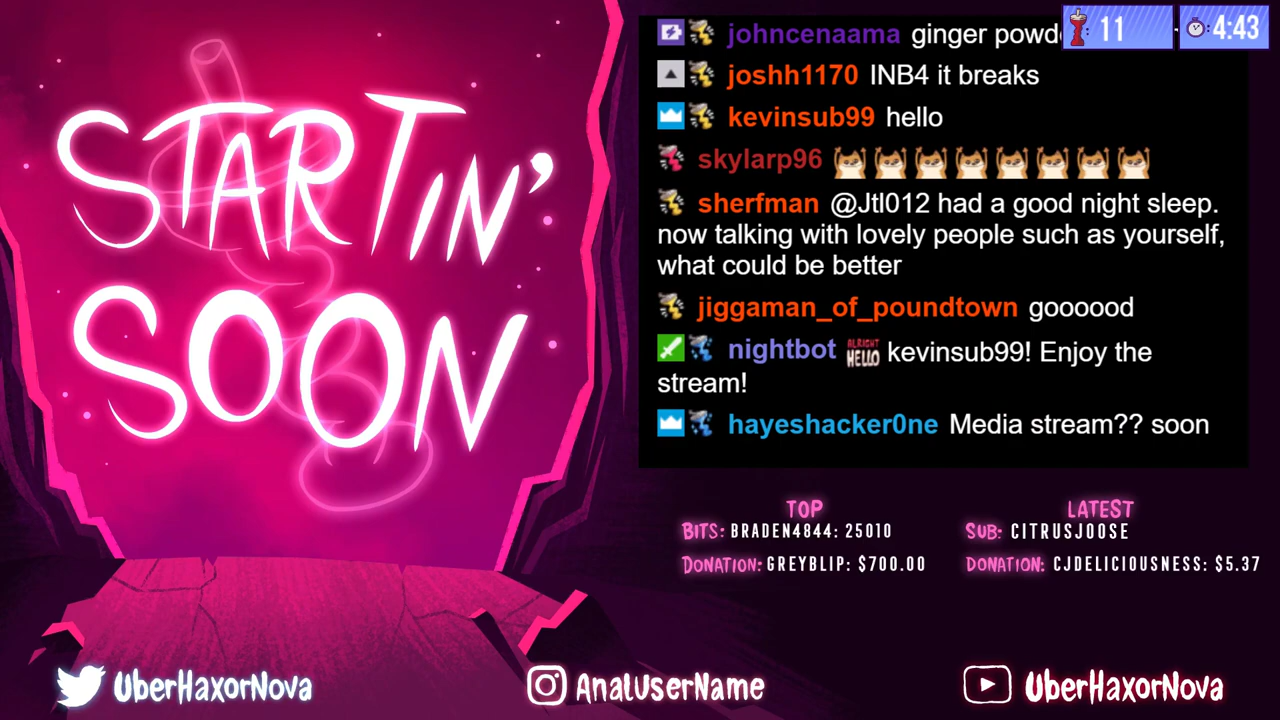 STARTIN'
SOON
johncenaama ginger powd
joshh1170 INB4 it breaks
kevinsub99 hello
skylarp96
sherfman @Jtl012 had a good night sleep.
now talking with lovely people such as yourself,
what could be better
jiggaman_of_poundtown goooood
nightbot ALRIGHT HELLO kevinsub99! Enjoy the
stream!
hayeshacker0ne Media stream?? soon
11
4:43
TOP
BITS: BRADEN4844: 25010
DONATION: GREYBLIP: $700.00
LATEST
SUB: CITRUSJOOSE
DONATION: CJDELICIOUSNESS: $5.37
UberHaxorNova
AnalUserName
UberHaxorNova